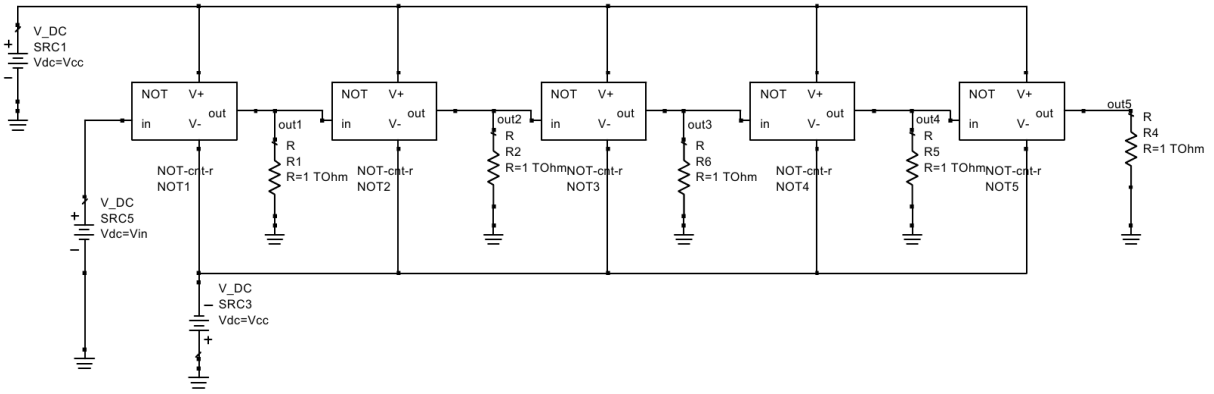 V_DC
SRC1
Vdc=Vcc
+
−
NOT V+
out
in V-
NOT-cnt-r
NOT1
out1
R
R1
R=1 TOhm
NOT V+
out
in V-
NOT-cnt-r
NOT2
out2
R
R2
R=1 TOhm
NOT V+
out
in V-
NOT-cnt-r
NOT3
out3
R
R6
R=1 TOhm
NOT V+
out
in V-
NOT-cnt-r
NOT4
out4
R
R5
R=1 TOhm
NOT V+
out
in V-
NOT-cnt-r
NOT5
out5
R
R4
R=1 TOhm
V_DC
SRC5
Vdc=Vin
+
−
V_DC
SRC3
Vdc=Vcc
−
+